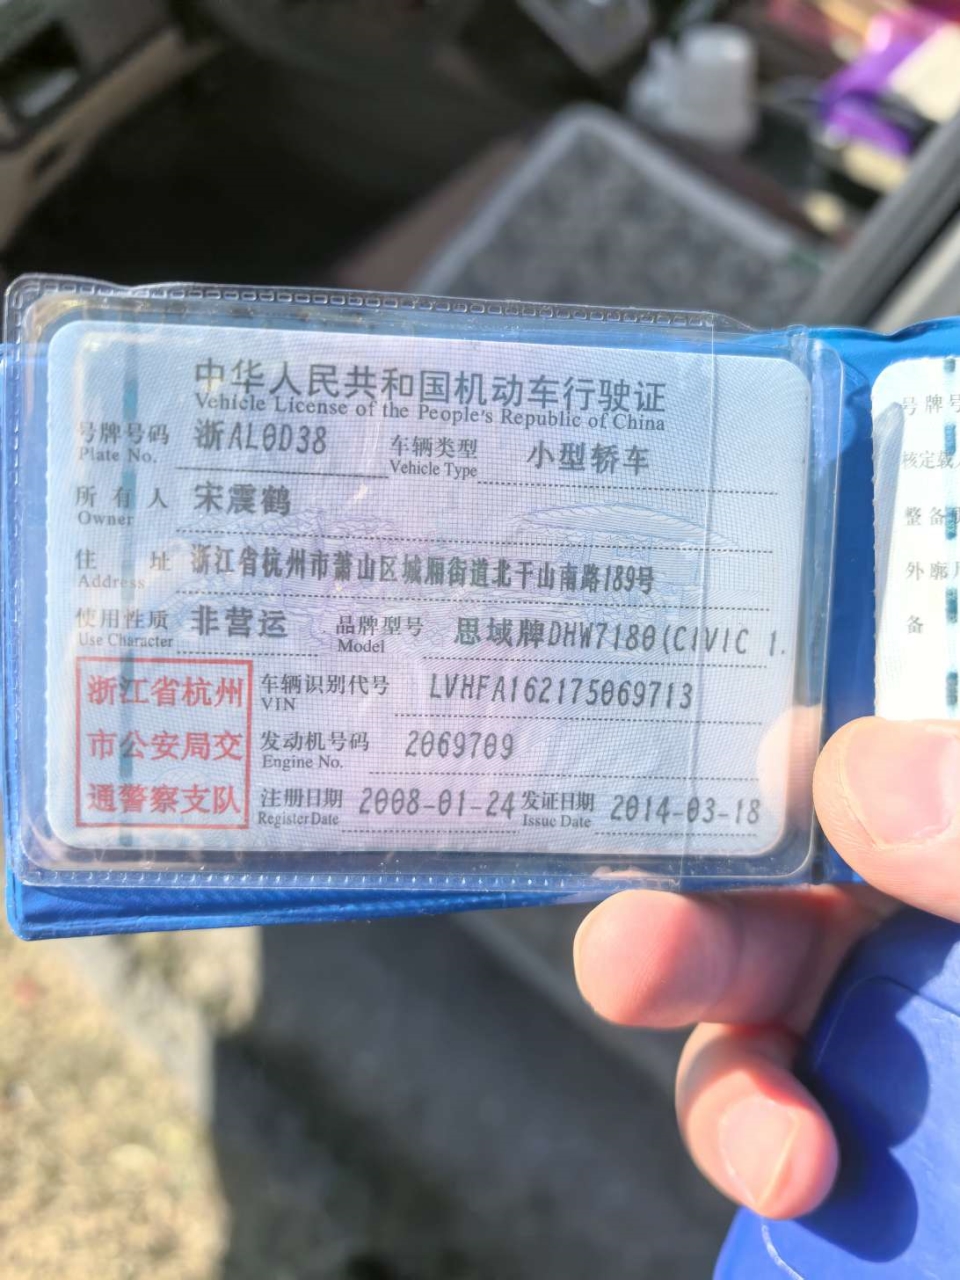 中华人民共和国机动车行驶证
Vehicle License of the People's Republic of China
号牌号码 浙AL0D38 车辆类型 小型轿车
Plate No. Vehicle Type
所有人 宋震鹤
Owner
住址 浙江省杭州市萧山区城厢街道北干山南路189号
Address
使用性质 非营运 品牌型号 思域牌DHW7180(CIVIC 1.
Use Character Model
浙江省杭州
市公安局交
通警察支队
车辆识别代号 LVHFA162175069713
VIN
发动机号码 2069709
Engine No.
注册日期 2008-01-24 发证日期 2014-03-18
Register Date Issue Date
号牌号
核定载
整备
外廓
备